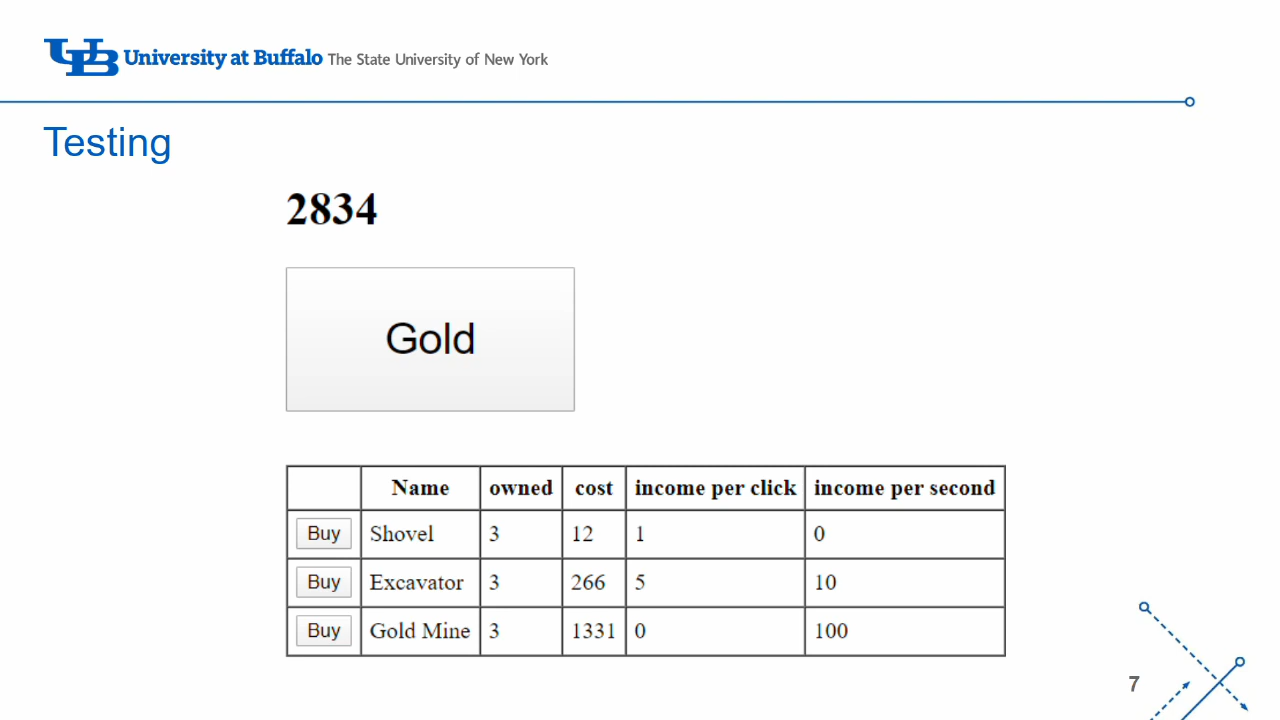 UB University at Buffalo The State University of New York
Testing
2834
Gold
Name owned cost income per click income per second
Buy Shovel 3 12 1 0
Buy Excavator 3 266 5 10
Buy Gold Mine 3 1331 0 100
7